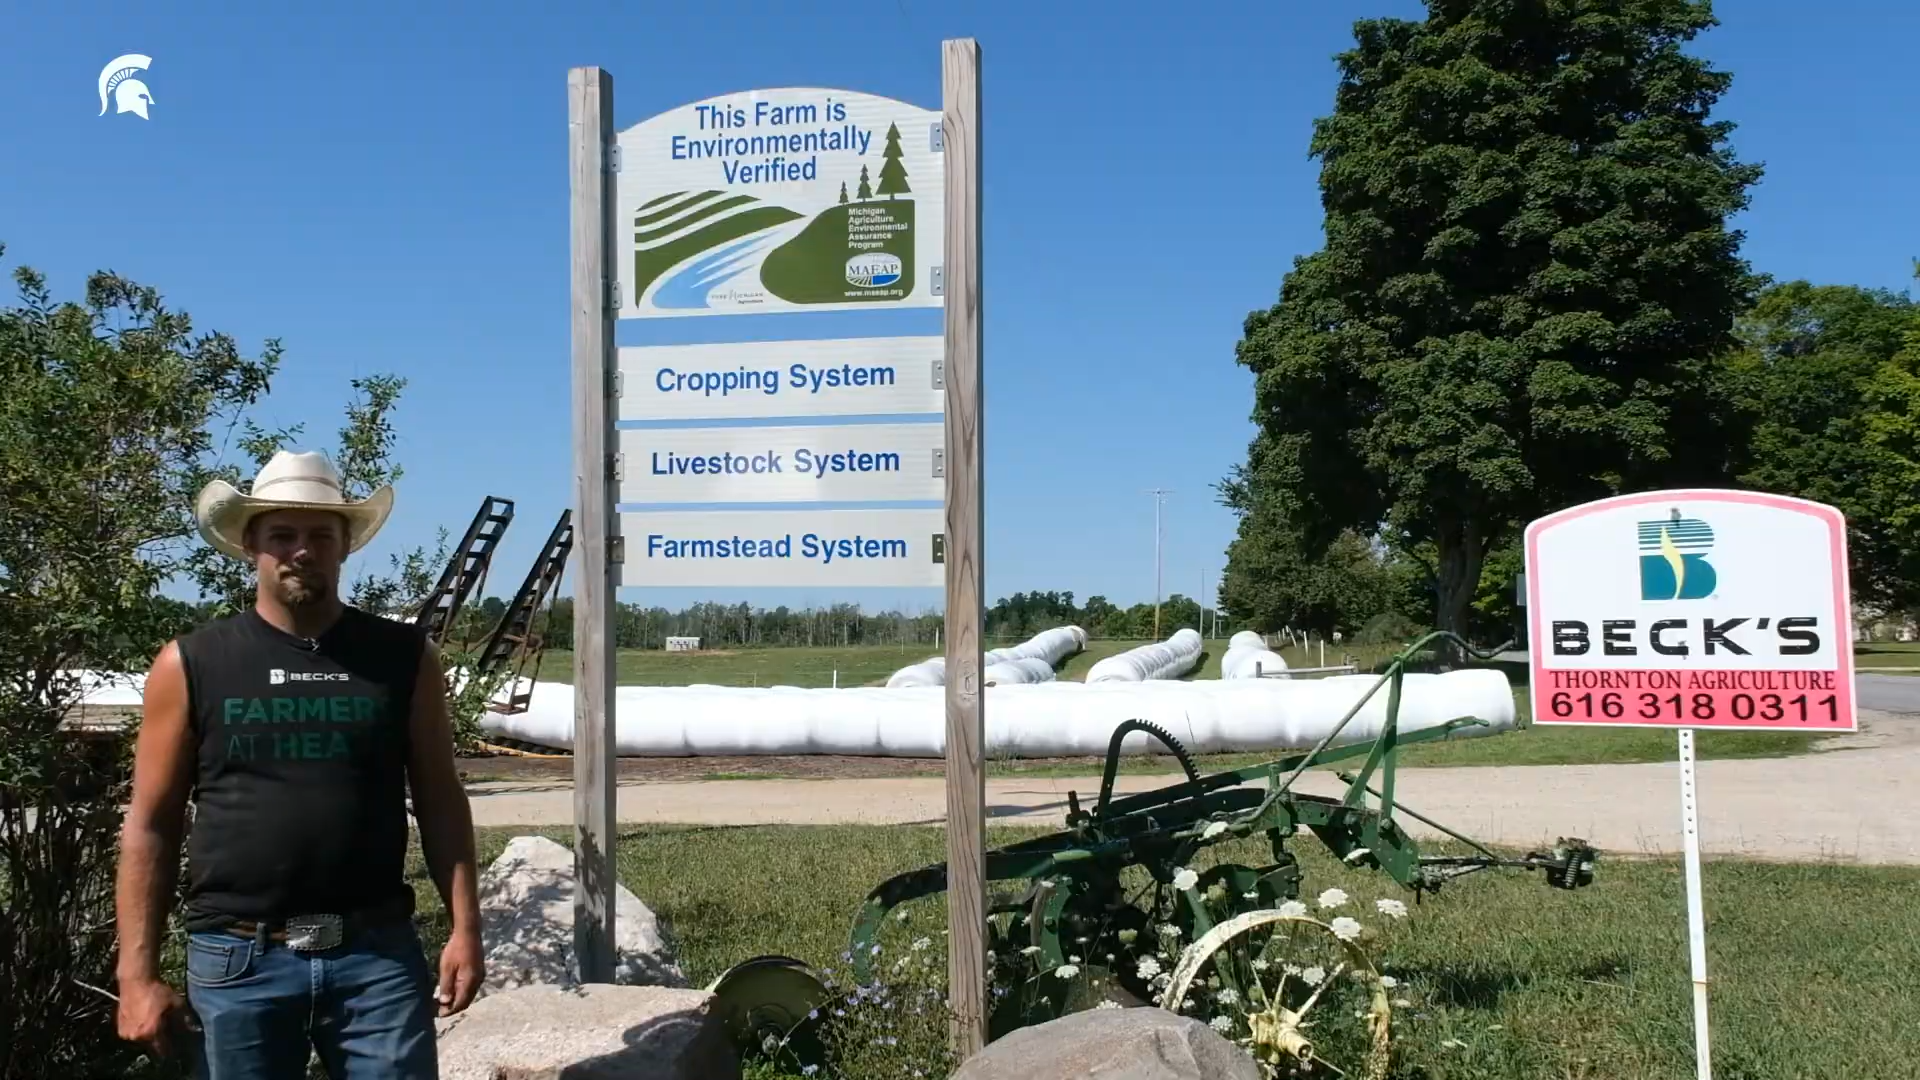 This Farm is
Environmentally
Verified
Michigan
Agriculture
Environmental
Assurance
Program
MAEAP
www.maeap.org
Cropping System
Livestock System
Farmstead System
BECK'S
FARMER
AT HEA
B
BECK'S
THORNTON AGRICULTURE
616 318 0311